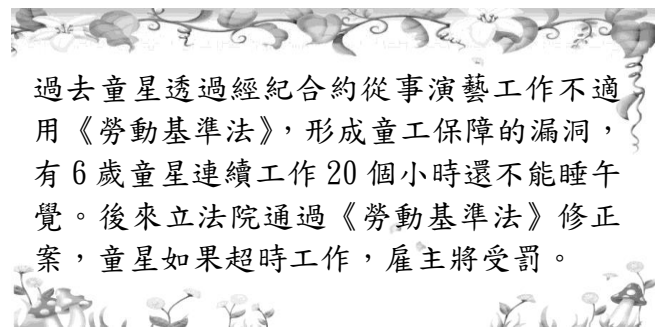 過去童星透過經紀合約從事演藝工作不適
用《勞動基準法》，形成童工保障的漏洞，
有6歲童星連續工作20個小時還不能睡午
覺。後來立法院通過《勞動基準法》修正
案，童星如果超時工作，雇主將受罰。